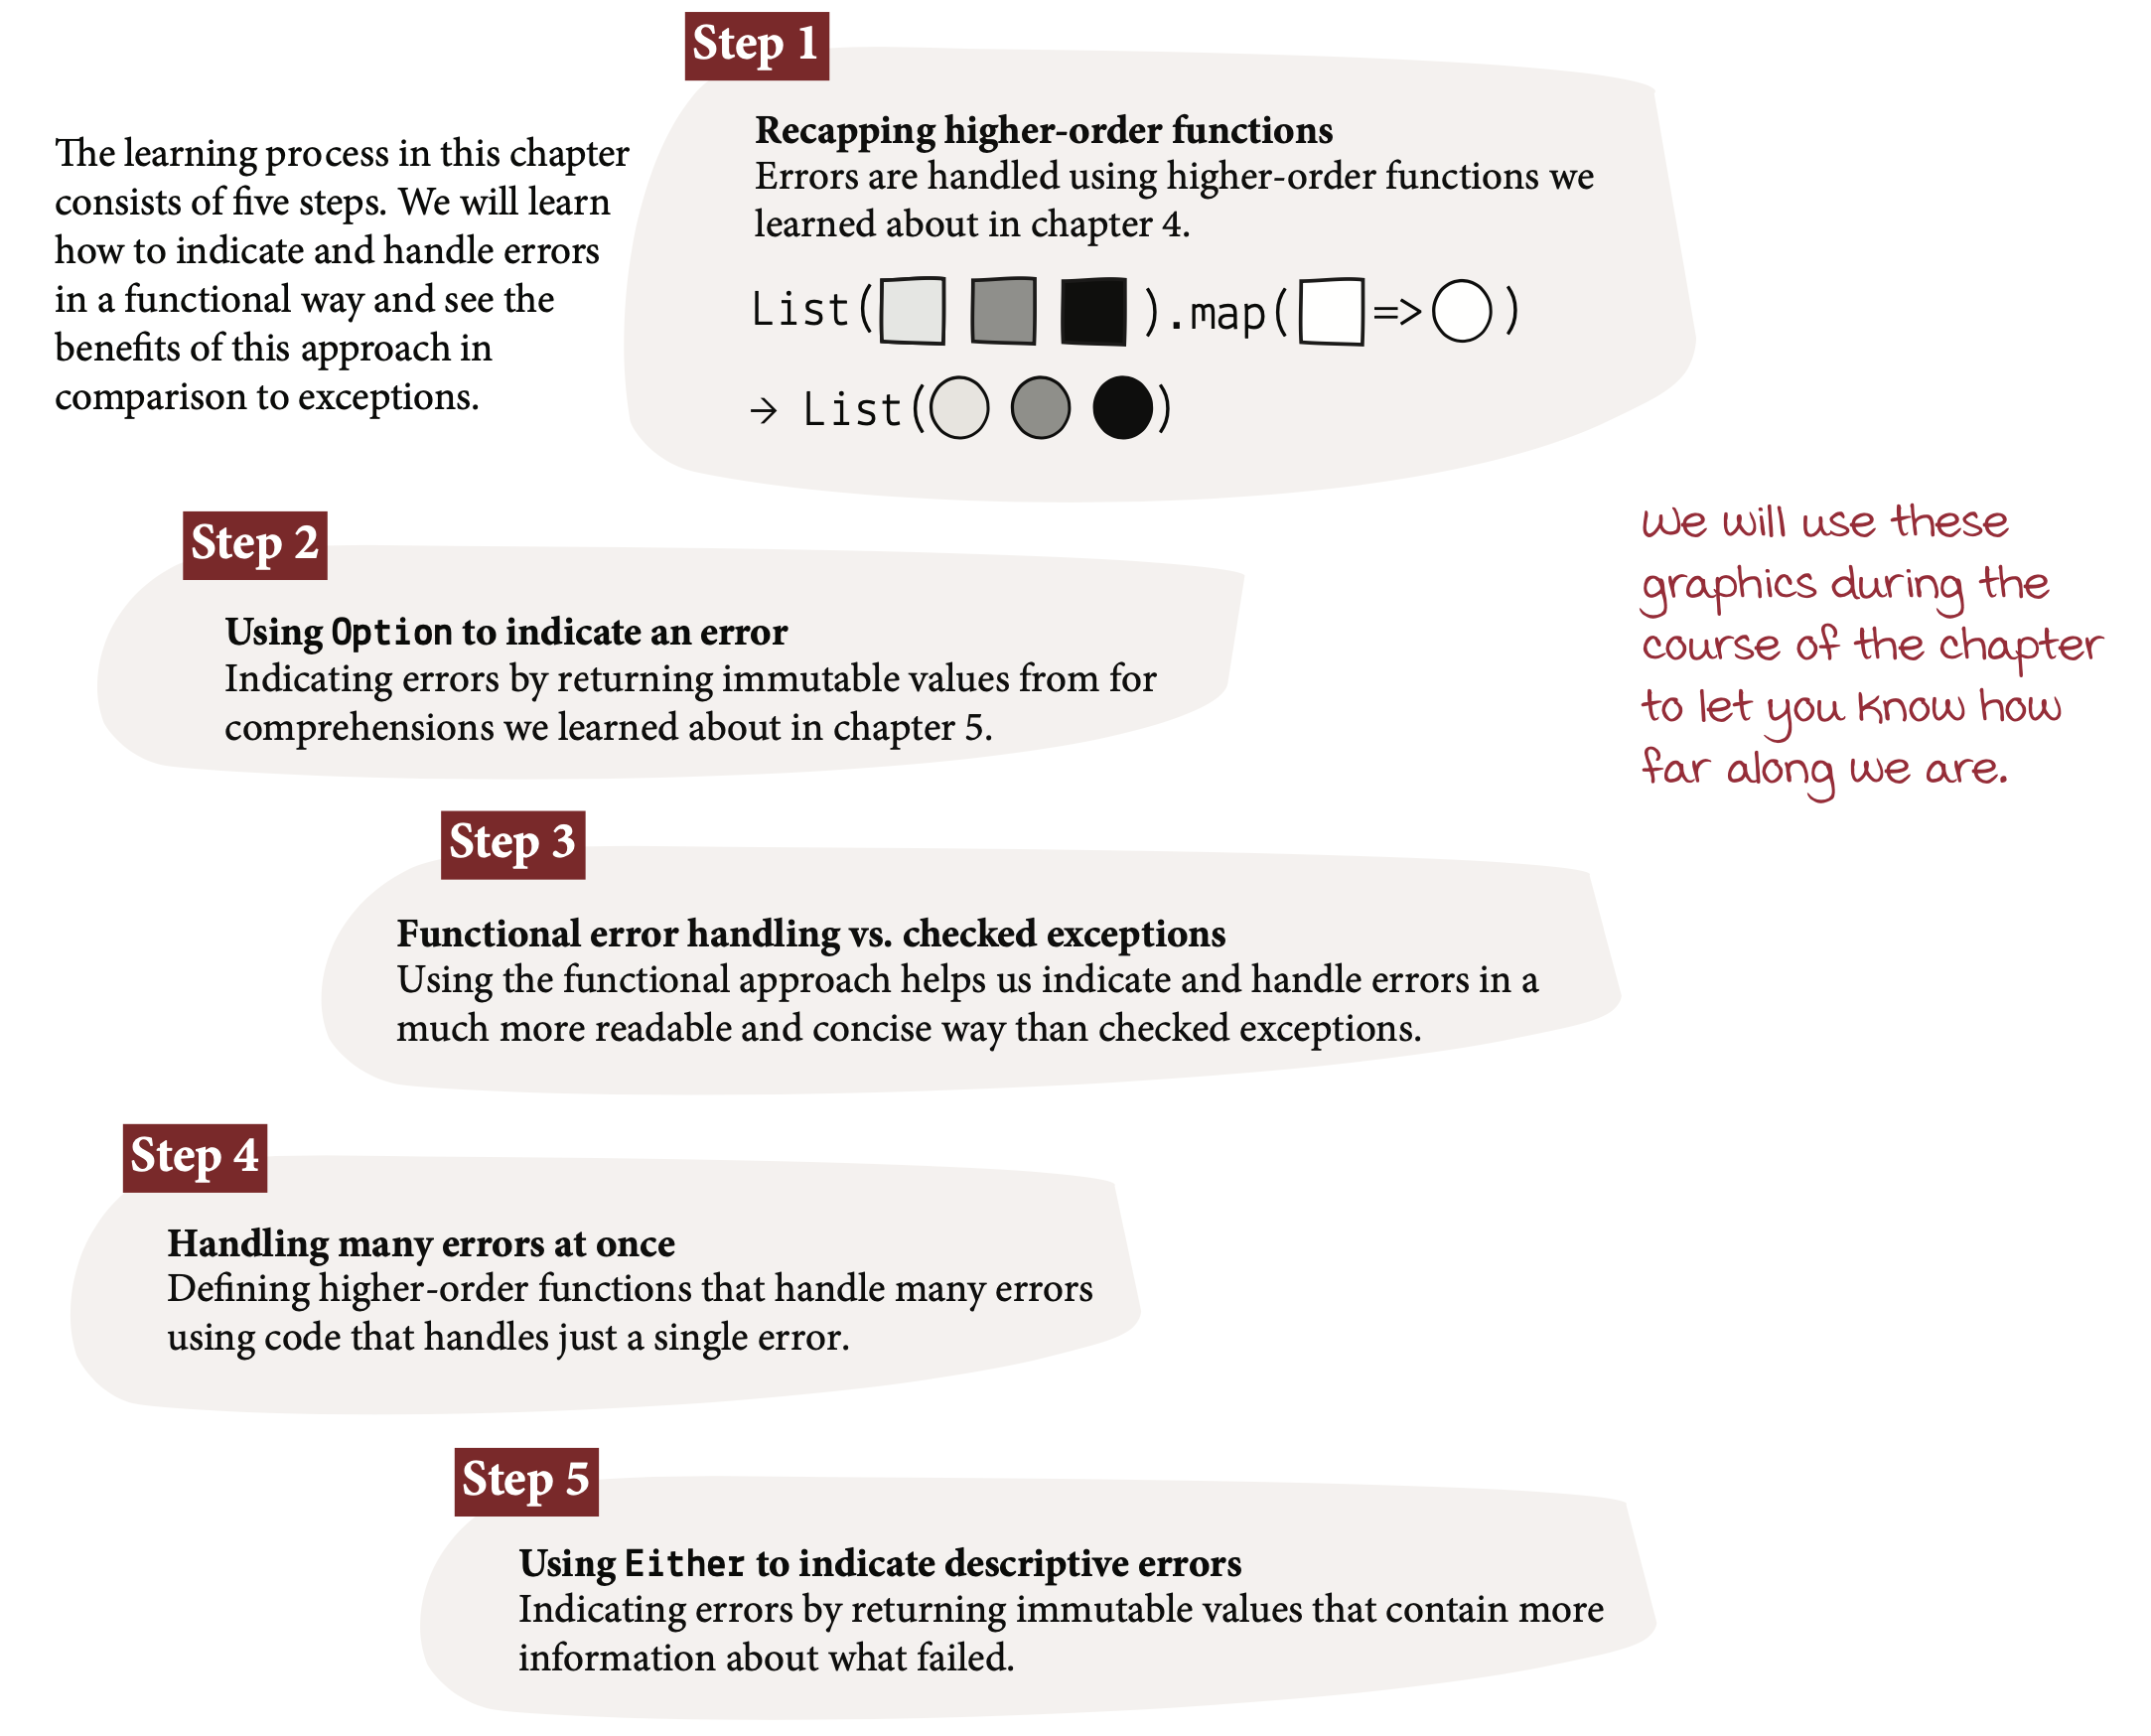 The learning process in this chapter
consists of five steps. We will learn
how to indicate and handle errors
in a functional way and see the
benefits of this approach in
comparison to exceptions.
Step 1
Recapping higher-order functions
Errors are handled using higher-order functions we
learned about in chapter 4.
List( ).map( => )
→ List( )
We will use these
graphics during the
course of the chapter
to let you know how
far along we are.
Step 2
Using Option to indicate an error
Indicating errors by returning immutable values from for
comprehensions we learned about in chapter 5.
Step 3
Functional error handling vs. checked exceptions
Using the functional approach helps us indicate and handle errors in a
much more readable and concise way than checked exceptions.
Step 4
Handling many errors at once
Defining higher-order functions that handle many errors
using code that handles just a single error.
Step 5
Using Either to indicate descriptive errors
Indicating errors by returning immutable values that contain more
information about what failed.